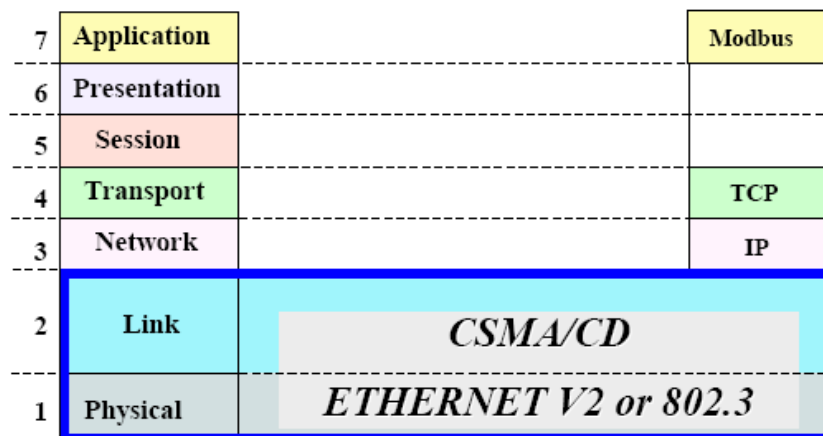 7 Application Modbus
6 Presentation
5 Session
4 Transport TCP
3 Network IP
2 Link CSMA/CD
1 Physical ETHERNET V2 or 802.3